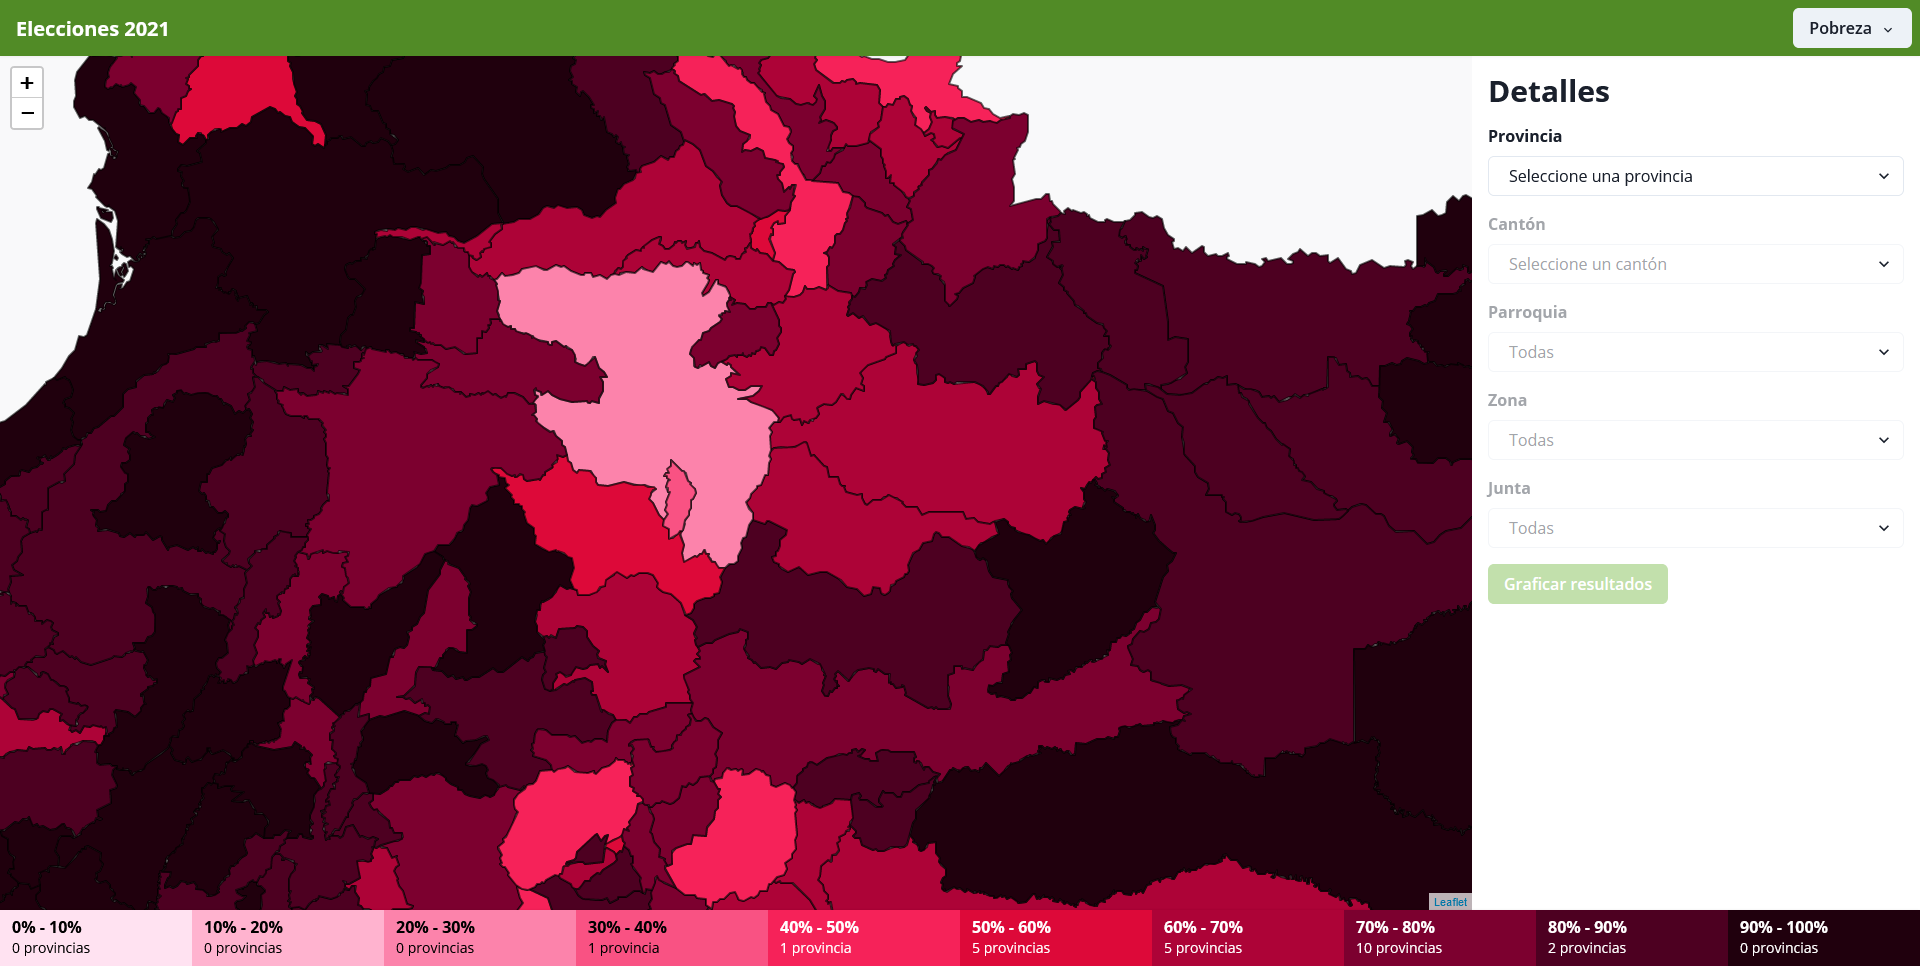 Elecciones 2021
Pobreza
+
−
Detalles
Provincia
Seleccione una provincia
Cantón
Seleccione un cantón
Parroquia
Todas
Zona
Todas
Junta
Todas
Graficar resultados
Leaflet
0% - 10%
0 provincias
10% - 20%
0 provincias
20% - 30%
0 provincias
30% - 40%
1 provincia
40% - 50%
1 provincia
50% - 60%
5 provincias
60% - 70%
5 provincias
70% - 80%
10 provincias
80% - 90%
2 provincias
90% - 100%
0 provincias